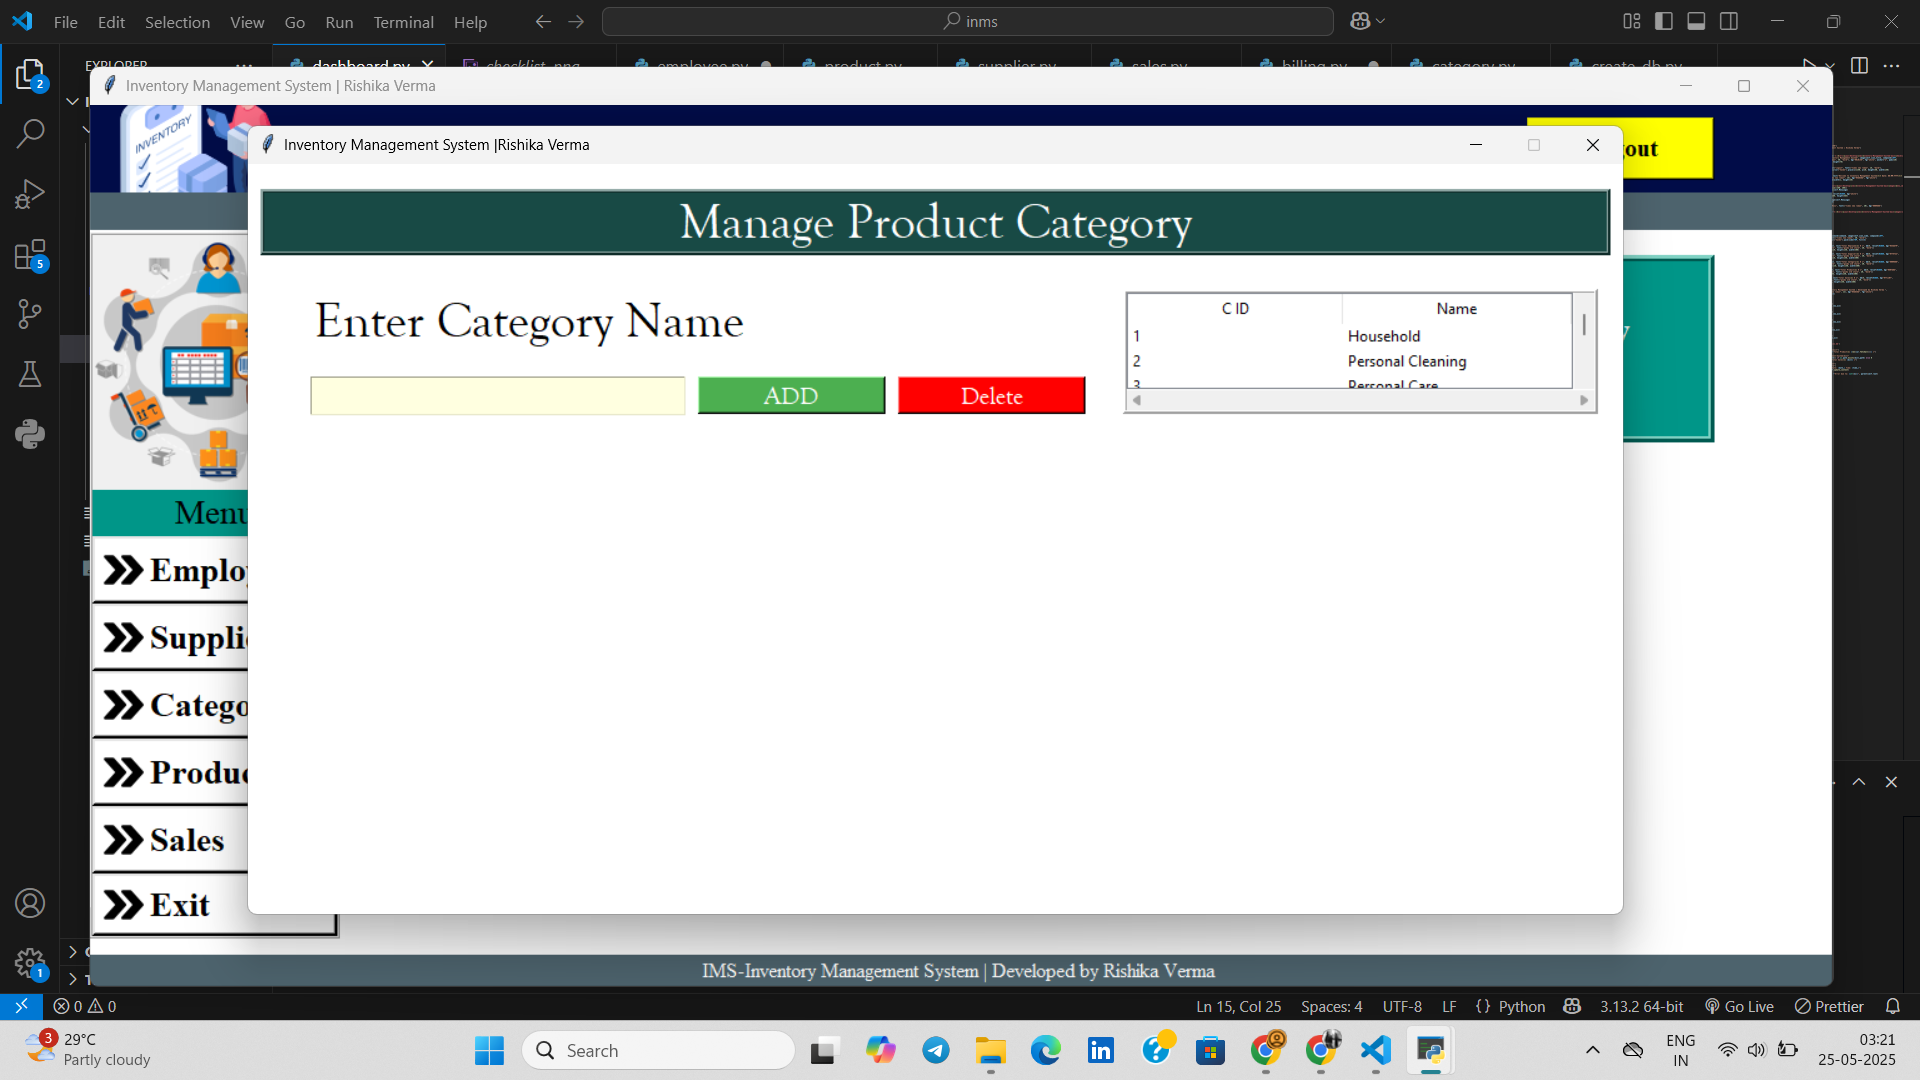 File Edit Selection View Go Run Terminal Help
inms
EXPLORER
dashboard.py
checklist..png
employee.py
product.py
supplier.py
sales.py
billing.py
category.py
create_db.py
Inventory Management System | Rishika Verma
INVENTORY
Inventory Management System |Rishika Verma
Manage Product Category
Enter Category Name
ADD
Delete
C ID Name
1 Household
2 Personal Cleaning
3 Personal Care
Menu
Sales
Exit
IMS-Inventory Management System | Developed by Rishika Verma
2
5
1
0 0
Ln 15, Col 25 Spaces: 4 UTF-8 LF {} Python 3.13.2 64-bit Go Live Prettier
3
29°C
Partly cloudy
Search
ENG
IN
03:21
25-05-2025